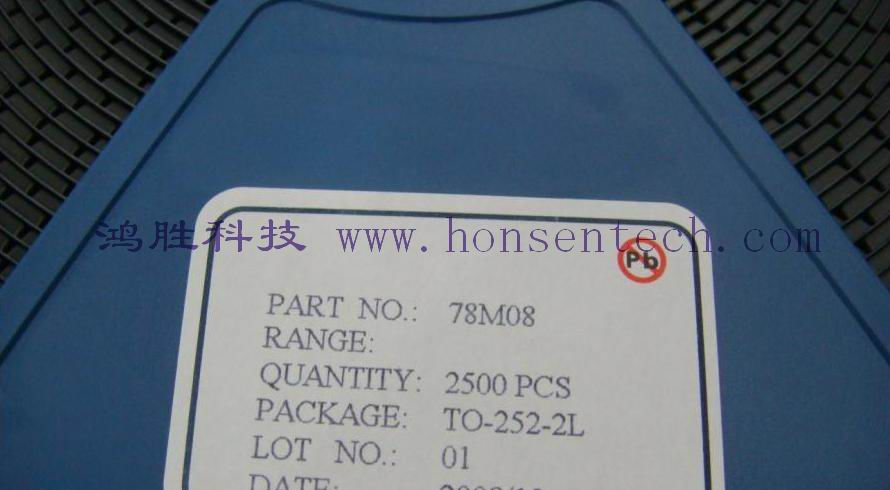 鸿胜科技 www.honsentech.com
Pb
PART NO.: 78M08
RANGE:
QUANTITY: 2500 PCS
PACKAGE: TO-252-2L
LOT NO.: 01
DATE: